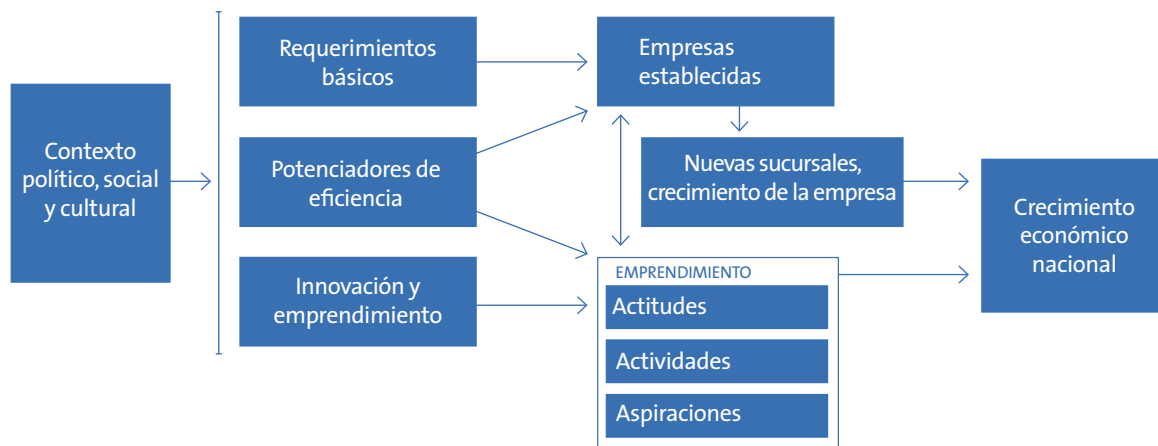 Contexto
político, social
y cultural
Requerimientos
básicos
Potenciadores de
eficiencia
Innovación y
emprendimiento
Empresas
establecidas
Nuevas sucursales,
crecimiento de la empresa
EMPRENDIMIENTO
Actitudes
Actividades
Aspiraciones
Crecimiento
económico
nacional